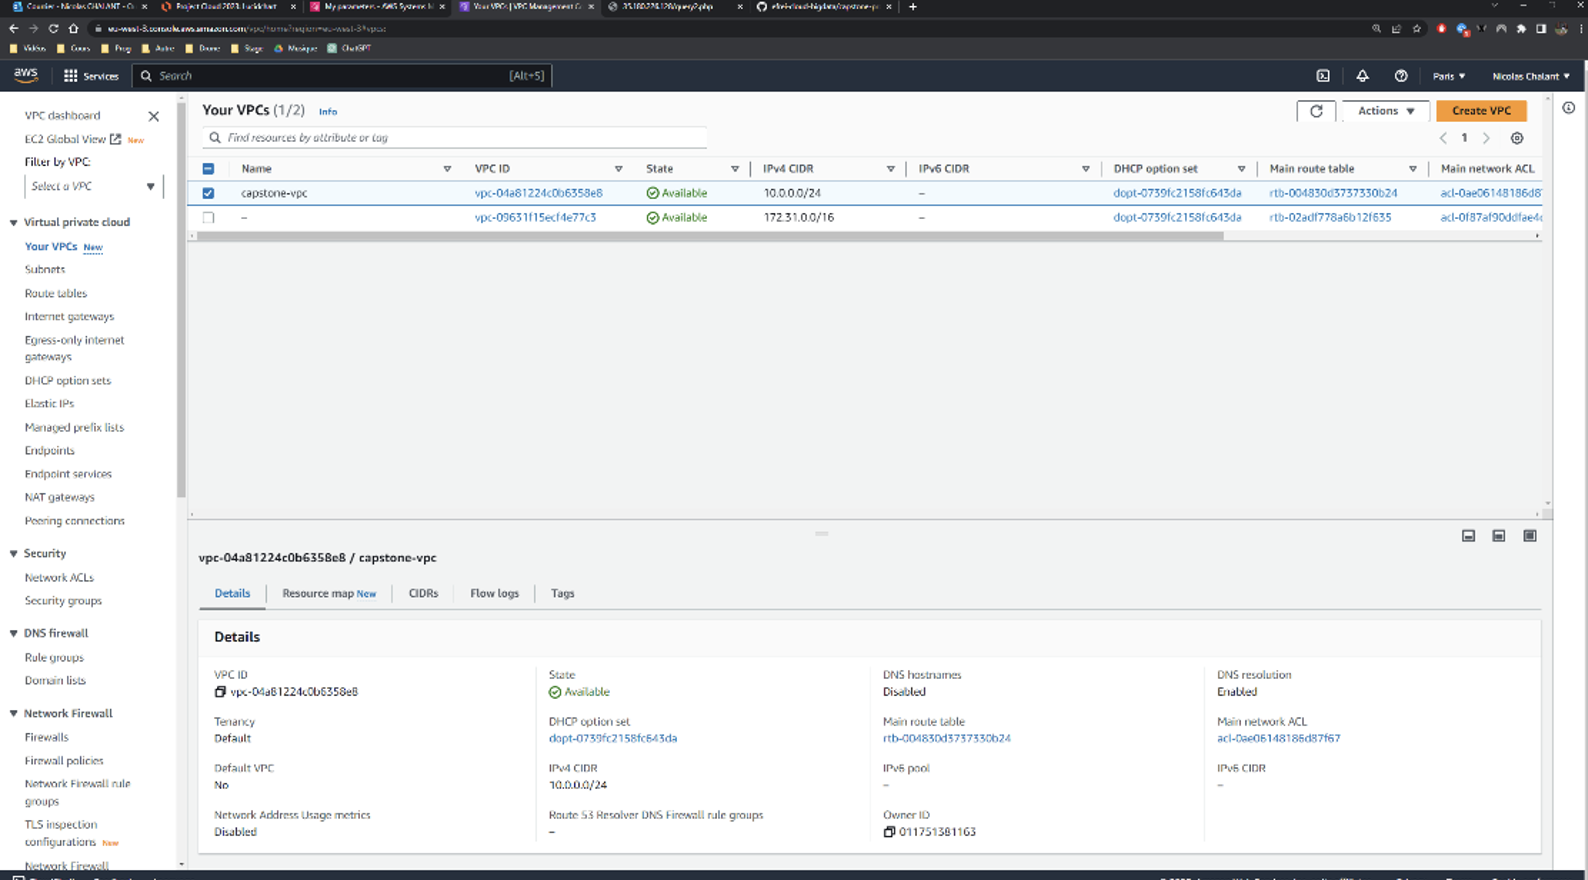 Courrier - Nicolas CHALANT - O
Project Cloud 2023: Lucidchart
My parameters - AWS Systems M
Your VPCs | VPC Management Co
35.180.226.128/query2.php
efrei-cloud-bigdata/capstone-pro
eu-west-3.console.aws.amazon.com/vpc/home?region=eu-west-3#vpcs:
Vidéos Cours Prog Autre Drone Stage Musique ChatGPT
aws Services Search [Alt+S] Paris Nicolas Chalant
VPC dashboard
EC2 Global View New
Filter by VPC:
Select a VPC
Virtual private cloud
Your VPCs New
Subnets
Route tables
Internet gateways
Egress-only internet
gateways
DHCP option sets
Elastic IPs
Managed prefix lists
Endpoints
Endpoint services
NAT gateways
Peering connections
Security
Network ACLs
Security groups
DNS firewall
Rule groups
Domain lists
Network Firewall
Firewalls
Firewall policies
Network Firewall rule
groups
TLS inspection
configurations New
Network Firewall
Your VPCs (1/2) Info
Actions Create VPC
Find resources by attribute or tag
1
Name VPC ID State IPv4 CIDR IPv6 CIDR DHCP option set Main route table Main network ACL
capstone-vpc vpc-04a81224c0b6358e8 Available 10.0.0.0/24 – dopt-0739fc2158fc643da rtb-004830d3737330b24 acl-0ae06148186d87
– vpc-09631f15ecf4e77c3 Available 172.31.0.0/16 – dopt-0739fc2158fc643da rtb-02adf778a6b12f635 acl-0f87af90ddfae4c
vpc-04a81224c0b6358e8 / capstone-vpc
Details Resource map New CIDRs Flow logs Tags
Details
VPC ID
vpc-04a81224c0b6358e8
State
Available
DNS hostnames
Disabled
DNS resolution
Enabled
Tenancy
Default
DHCP option set
dopt-0739fc2158fc643da
Main route table
rtb-004830d3737330b24
Main network ACL
acl-0ae06148186d87f67
Default VPC
No
IPv4 CIDR
10.0.0.0/24
IPv6 pool
–
IPv6 CIDR
–
Network Address Usage metrics
Disabled
Route 53 Resolver DNS Firewall rule groups
–
Owner ID
011751381163